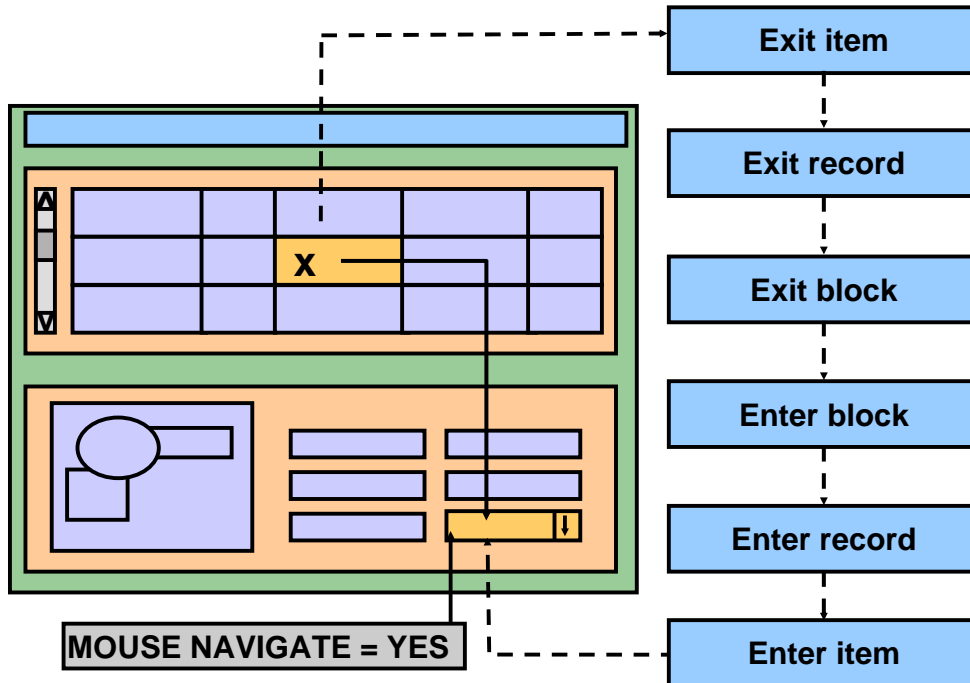 Exit item
Exit record
x
Exit block
Enter block
Enter record
MOUSE NAVIGATE = YES
Enter item